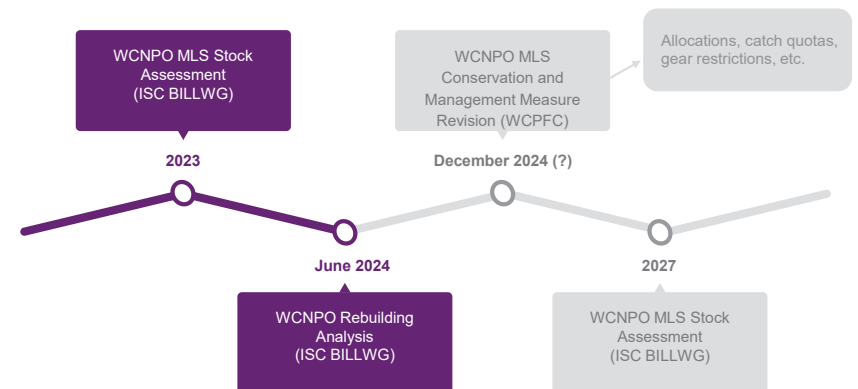 WCNPO MLS Stock
Assessment
(ISC BILLWG)
WCNPO MLS
Conservation and
Management Measure
Revision (WCPFC)
Allocations, catch quotas,
gear restrictions, etc.
2023
December 2024 (?)
June 2024
2027
WCNPO Rebuilding
Analysis
(ISC BILLWG)
WCNPO MLS Stock
Assessment
(ISC BILLWG)